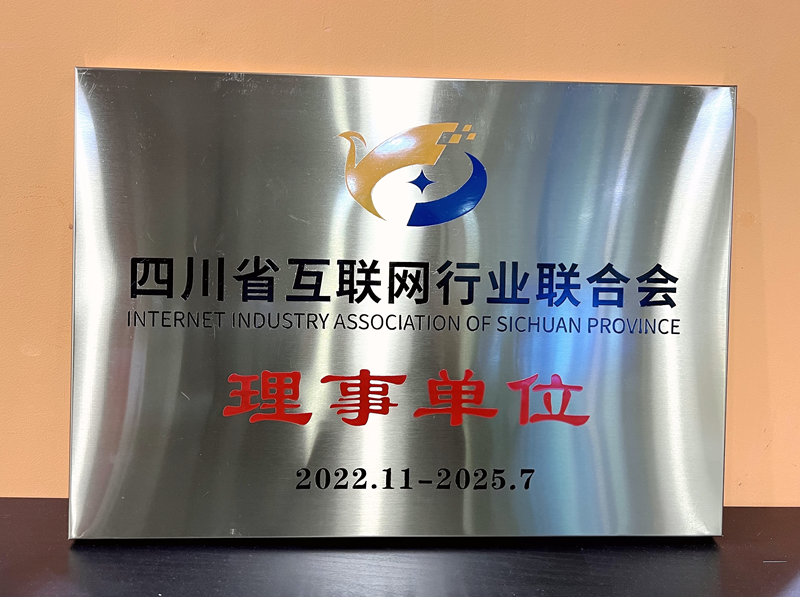 四川省互联网行业联合会
INTERNET INDUSTRY ASSOCIATION OF SICHUAN PROVINCE
理事单位
2022.11-2025.7